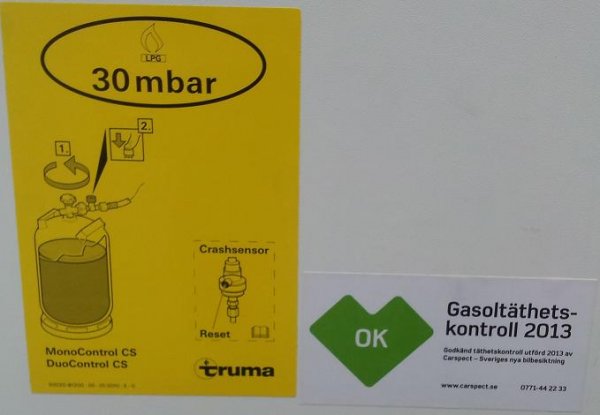 LPG
30 mbar
2.
1.
Crashsensor
Reset
MonoControl CS
DuoControl CS
truma
OK
Gasoltäthets-
kontroll 2013
Godkänd täthetskontroll utförd 2013 av
Carspect – Sveriges nya bilbesiktning
www.carspect.se 0771-44 22 33